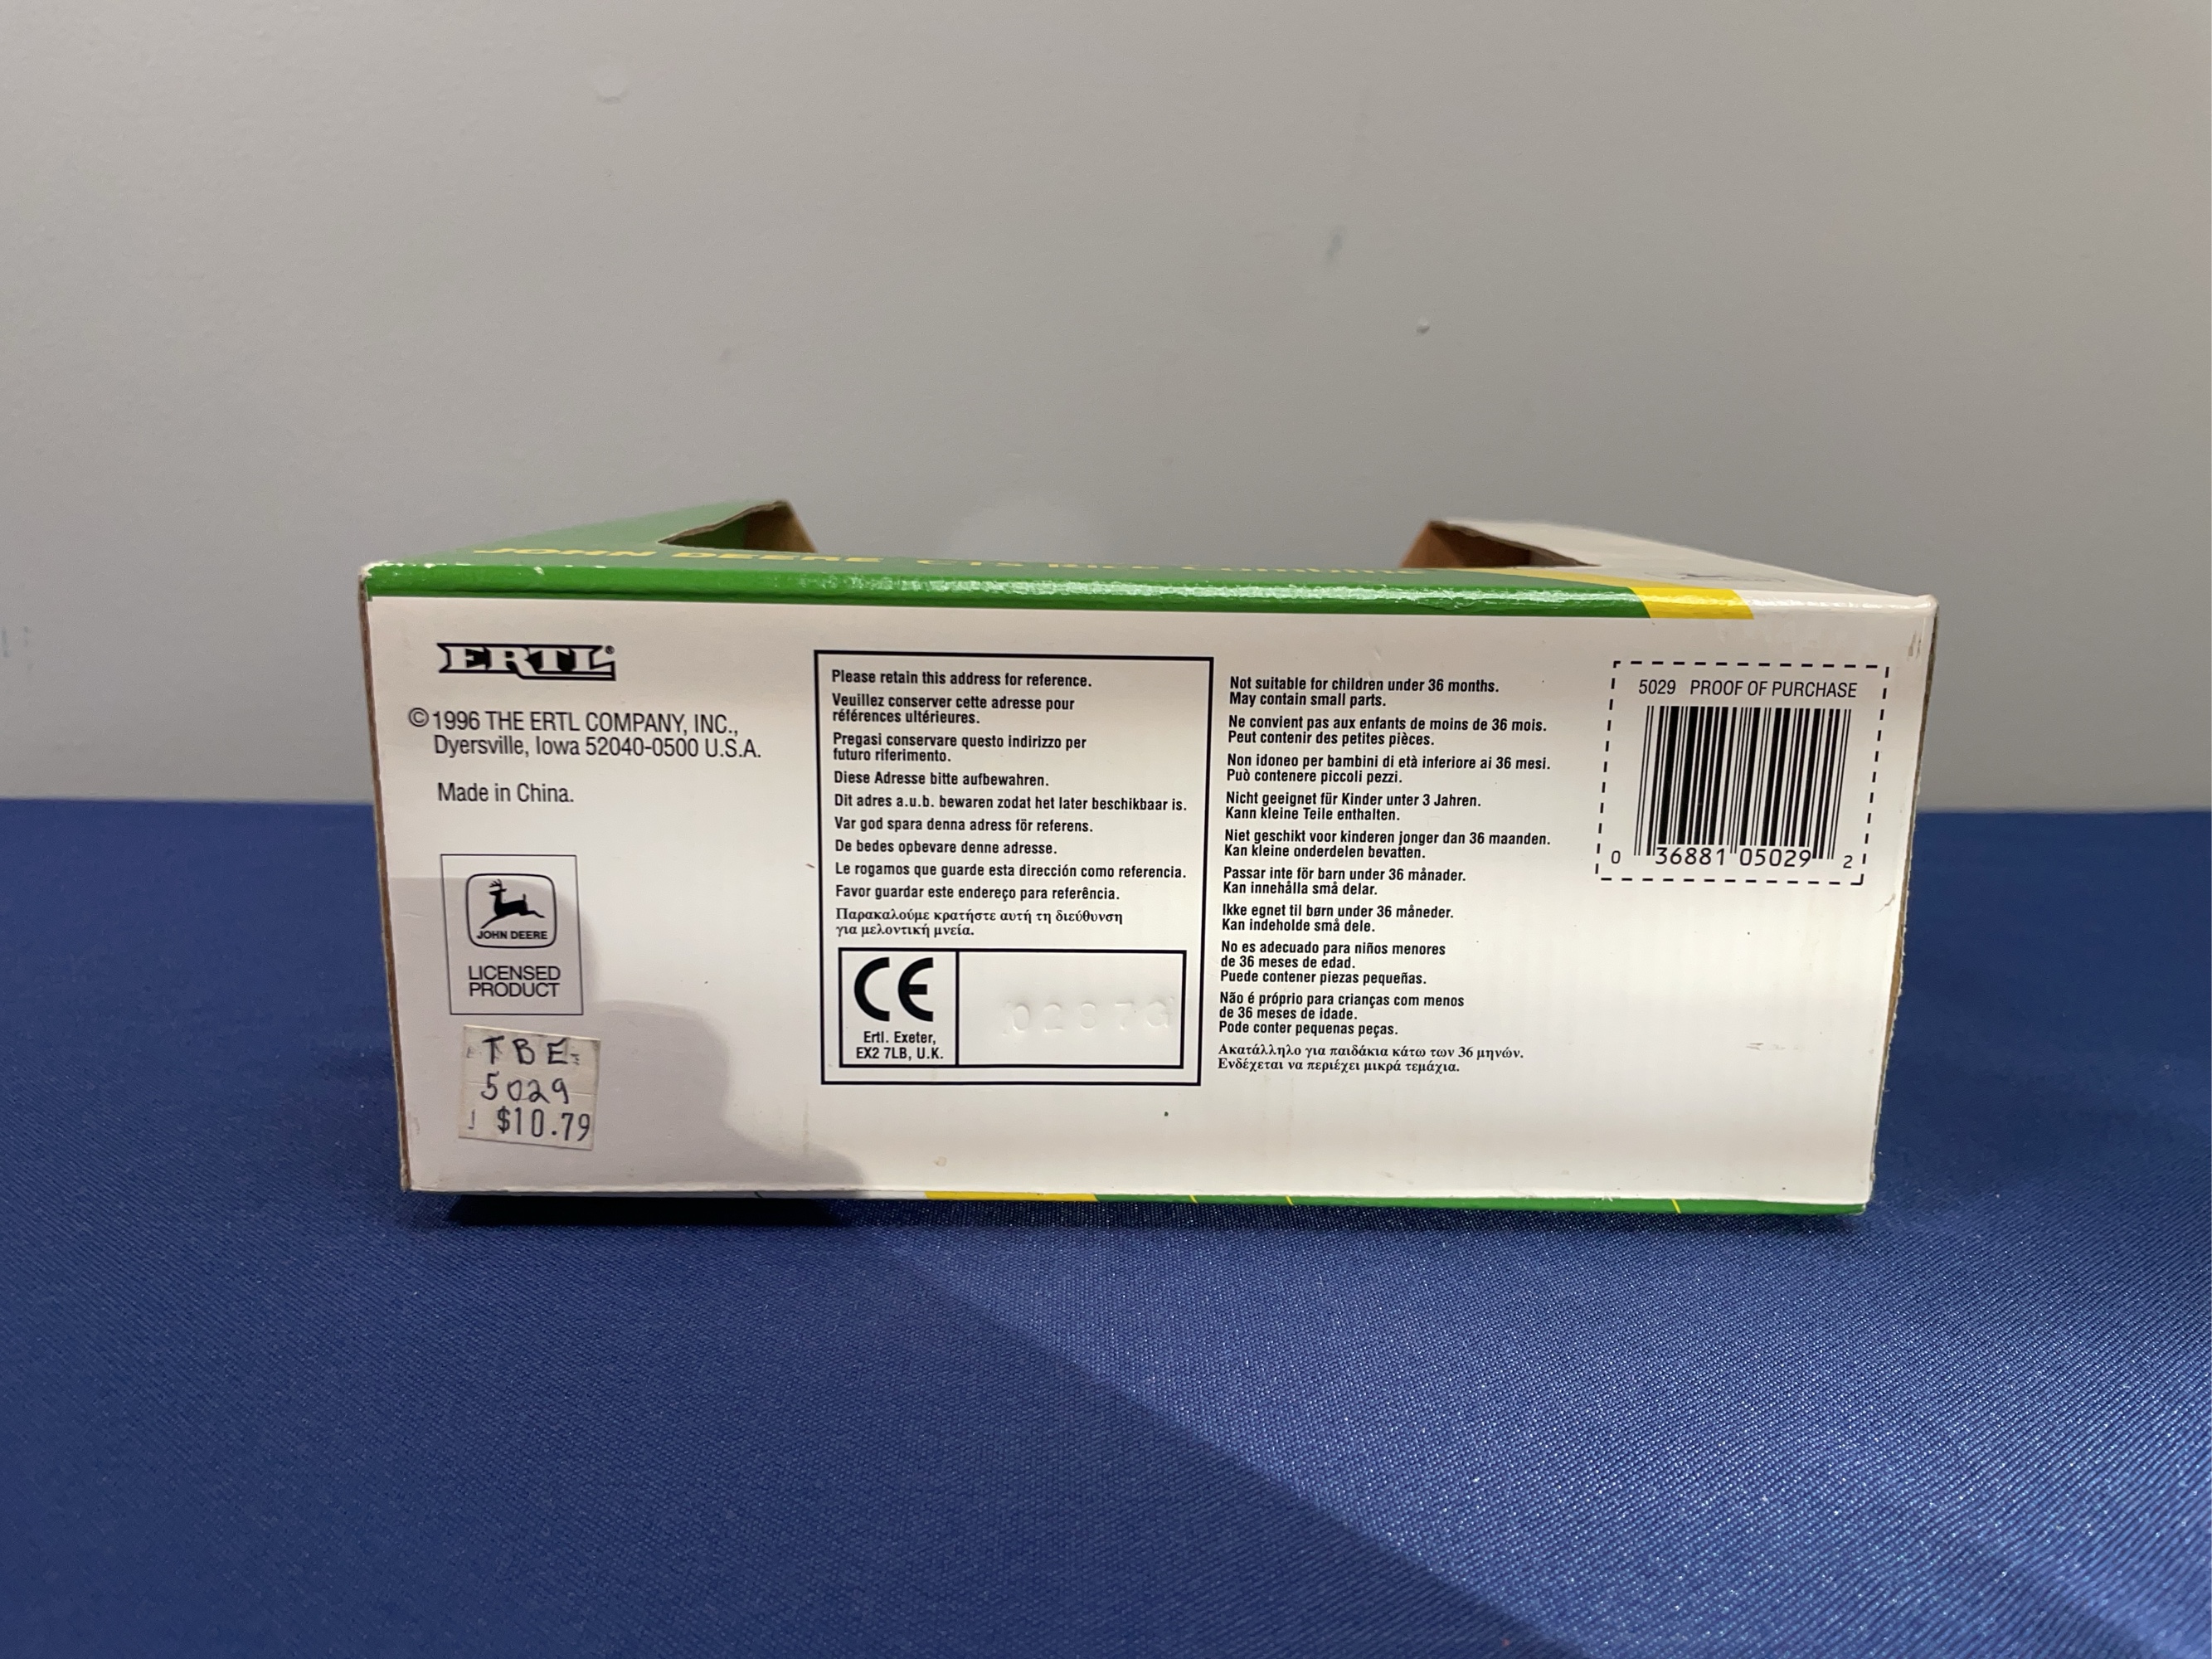 JOHN DEERE CTS Rice Combine
ERTL®
©1996 THE ERTL COMPANY, INC.,
Dyersville, Iowa 52040-0500 U.S.A.
Made in China.
JOHN DEERE
LICENSED
PRODUCT
TBE
5029
$10.79
Please retain this address for reference.
Veuillez conserver cette adresse pour
références ultérieures.
Pregasi conservare questo indirizzo per
futuro riferimento.
Diese Adresse bitte aufbewahren.
Dit adres a.u.b. bewaren zodat het later beschikbaar is.
Var god spara denna adress för referens.
De bedes opbevare denne adresse.
Le rogamos que guarde esta dirección como referencia.
Favor guardar este endereço para referência.
Παρακαλούμε κρατήστε αυτή τη διεύθυνση
για μελοντική μνεία.
CE
Ertl. Exeter,
EX2 7LB, U.K.
Not suitable for children under 36 months.
May contain small parts.
Ne convient pas aux enfants de moins de 36 mois.
Peut contenir des petites pièces.
Non idoneo per bambini di età inferiore ai 36 mesi.
Può contenere piccoli pezzi.
Nicht geeignet für Kinder unter 3 Jahren.
Kann kleine Teile enthalten.
Niet geschikt voor kinderen jonger dan 36 maanden.
Kan kleine onderdelen bevatten.
Passar inte för barn under 36 månader.
Kan innehålla små delar.
Ikke egnet til børn under 36 måneder.
Kan indeholde små dele.
No es adecuado para niños menores
de 36 meses de edad.
Puede contener piezas pequeñas.
Não é próprio para crianças com menos
de 36 meses de idade.
Pode conter pequenas peças.
Ακατάλληλο για παιδάκια κάτω των 36 μηνών.
Ενδέχεται να περιέχει μικρά τεμάχια.
5029 PROOF OF PURCHASE
0 36881 05029 2